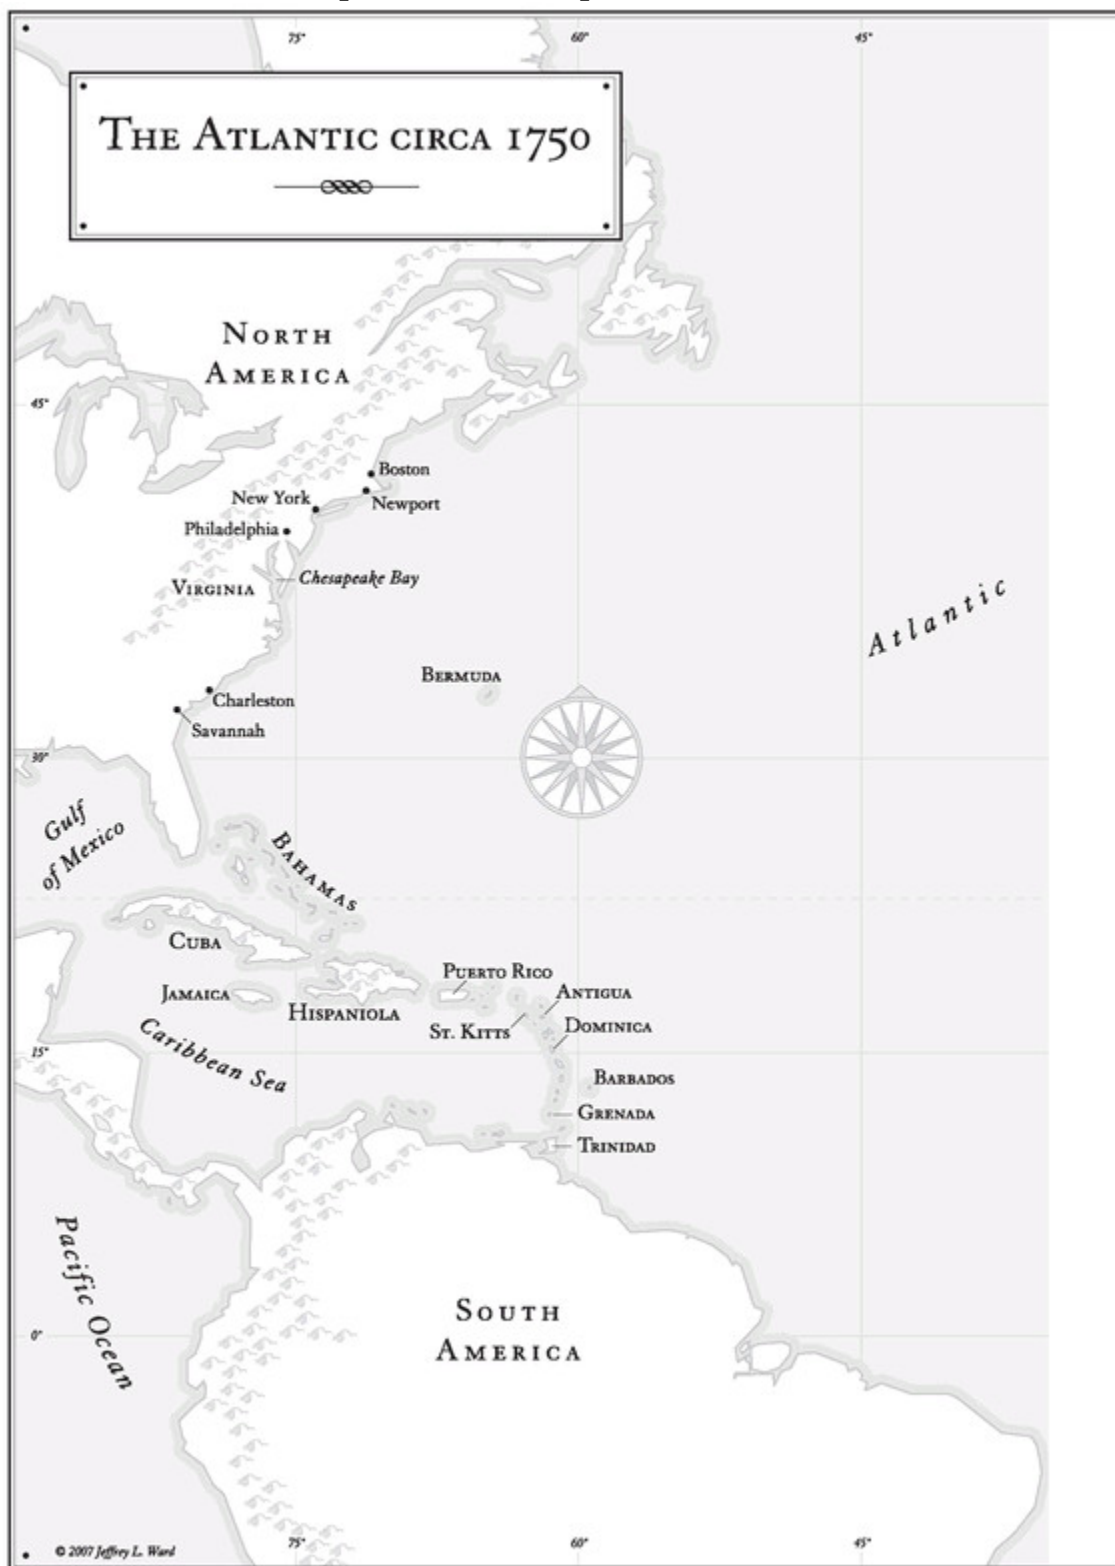 75°
60°
45°
The Atlantic circa 1750
North
America
45°
Boston
New York
Newport
Philadelphia
Chesapeake Bay
Virginia
Atlantic
Bermuda
Charleston
Savannah
30°
Gulf
of Mexico
Bahamas
Cuba
Puerto Rico
Jamaica
Antigua
Hispaniola
St. Kitts
Dominica
Caribbean Sea
15°
Barbados
Grenada
Trinidad
Pacific Ocean
South
America
0°
75°
60°
45°
© 2007 Jeffrey L. Ward